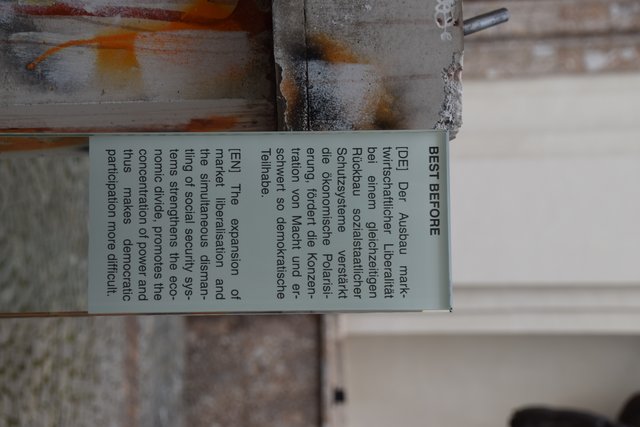 BEST BEFORE
[DE] Der Ausbau mark-
twirtschaftlicher Liberalität
bei einem gleichzeitigen
Rückbau sozialstaatlicher
Schutzsysteme verstärkt
die ökonomische Polarisi-
erung, fördert die Konzen-
tration von Macht und er-
schwert so demokratische
Teilhabe.
[EN] The expansion of
market liberalisation and
the simultaneous disman-
tling of social security sys-
tems strengthens the eco-
nomic divide, promotes the
concentration of power and
thus makes democratic
participation more difficult.